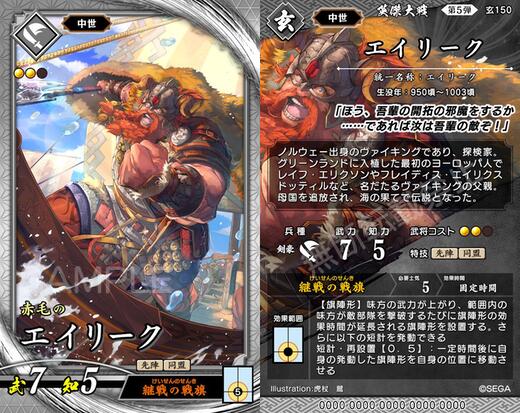 中世
SAMPLE
赤毛の
エイリーク
武7 知5
先陣 同盟
けいせんのせんき
継戦の戦旗
6
玄
中世
英傑大戦
第5弾
玄150
エイリーク
統一名称：エイリーク
生没年：950頃～1003頃
「ほう、吾輩の開拓の邪魔をするか
……であれば汝は吾輩の敵ぞ！」
ノルウェー出身のヴァイキングであり、探検家。
グリーンランドに入植した最初のヨーロッパ人で
レイフ・エリクソンやフレイディス・エイリクス
ドッティルなど、名だたるヴァイキングの父親。
母国を追放され、海の果てで伝説となった。
兵種 武力 知力 武将コスト
剣豪 7 5 特技 先陣 同盟
けいせんのせんき 必要士気 効果時間
継戦の戦旗 5 固定時間
効果範囲
【旗陣形】味方の武力が上がり、範囲内の
味方が敵部隊を撃破するたびに旗陣形の効
果時間が延長される旗陣形を設置する。さ
らに以下の短計を発動できる
短計・再設置【0.5】：一定時間後に自
身の発動した旗陣形を自身の位置に移動さ
せる
Illustration:虎杖 舘
©SEGA
0000-0000-0000-0000-0000